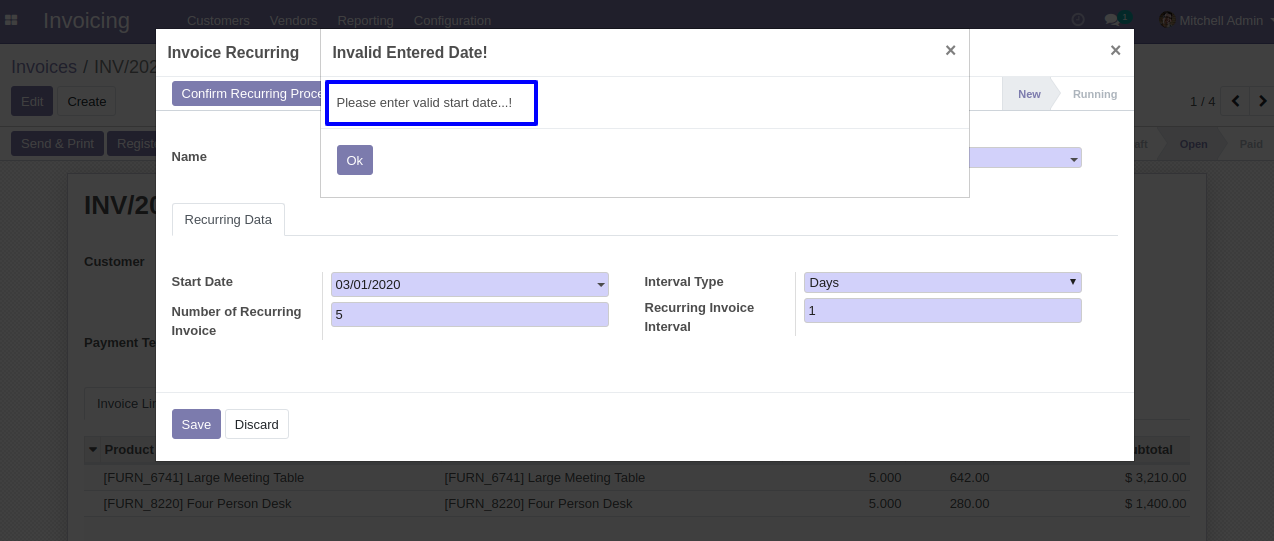 Invoicing Customers Vendors Reporting Configuration 1 Mitchell Admin
Invoices / INV/202
Invoice Recurring
Invalid Entered Date!
×
×
Edit Create
Confirm Recurring Proce
Please enter valid start date...!
New Running
1 / 4
Send & Print Registe
Open Paid
Name
Ok
INV/20
Recurring Data
Customer
Start Date 03/01/2020 Interval Type Days
Number of Recurring
Invoice
5
Recurring Invoice
Interval
1
Payment Te
Invoice Lin
Save Discard
Product
ubtotal
[FURN_6741] Large Meeting Table [FURN_6741] Large Meeting Table 5.000 642.00 $ 3,210.00
[FURN_8220] Four Person Desk [FURN_8220] Four Person Desk 5.000 280.00 $ 1,400.00